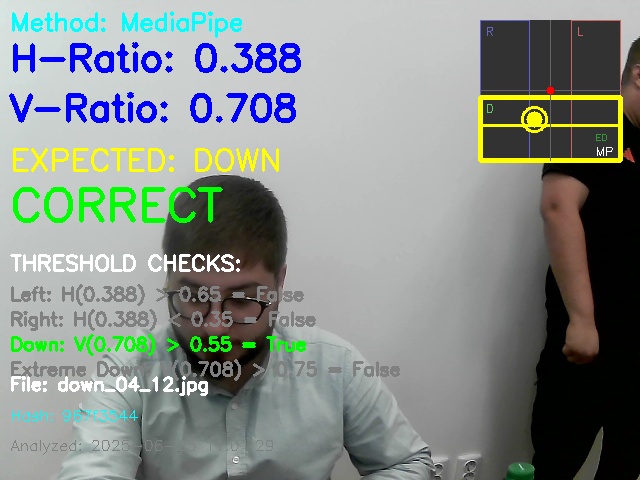 Method: MediaPipe
H-Ratio: 0.388
V-Ratio: 0.708
EXPECTED: DOWN
CORRECT
THRESHOLD CHECKS:
Left: H(0.388) > 0.65 = False
Right: H(0.388) < 0.35 = False
Down: V(0.708) > 0.55 = True
Extreme Down: V(0.708) > 0.75 = False
File: down_04_12.jpg
Analyzed:
R
L
D
ED
MP